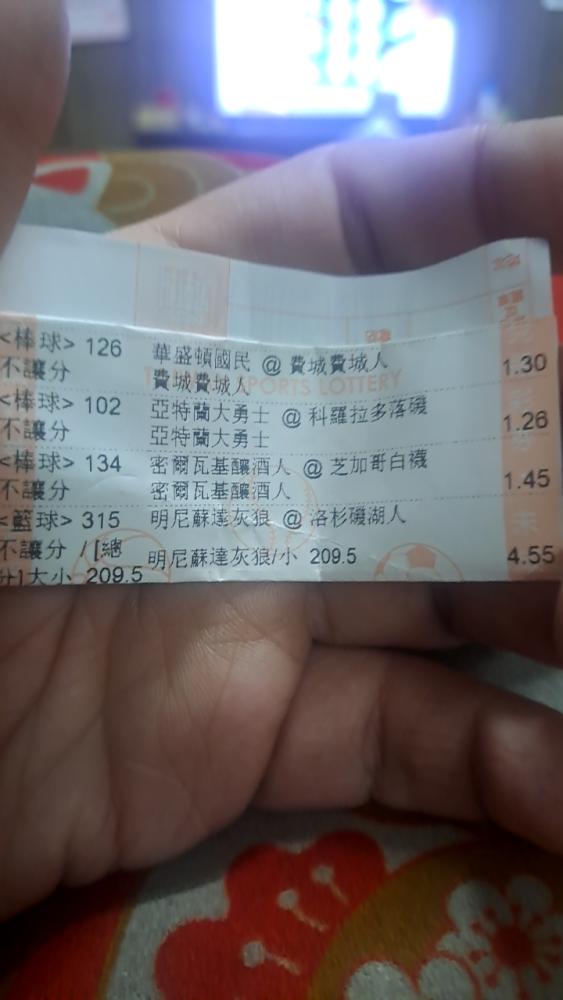 <棒球> 126 華盛頓國民 @ 費城費城人 1.30
不讓分 費城費城人
SPORTS LOTTERY
<棒球> 102 亞特蘭大勇士 @ 科羅拉多落磯 1.26
不讓分 亞特蘭大勇士
<棒球> 134 密爾瓦基釀酒人 @ 芝加哥白襪 1.45
不讓分 密爾瓦基釀酒人
<籃球> 315 明尼蘇達灰狼 @ 洛杉磯湖人
不讓分 / [總 明尼蘇達灰狼/小 209.5 4.55
分]大小 209.5